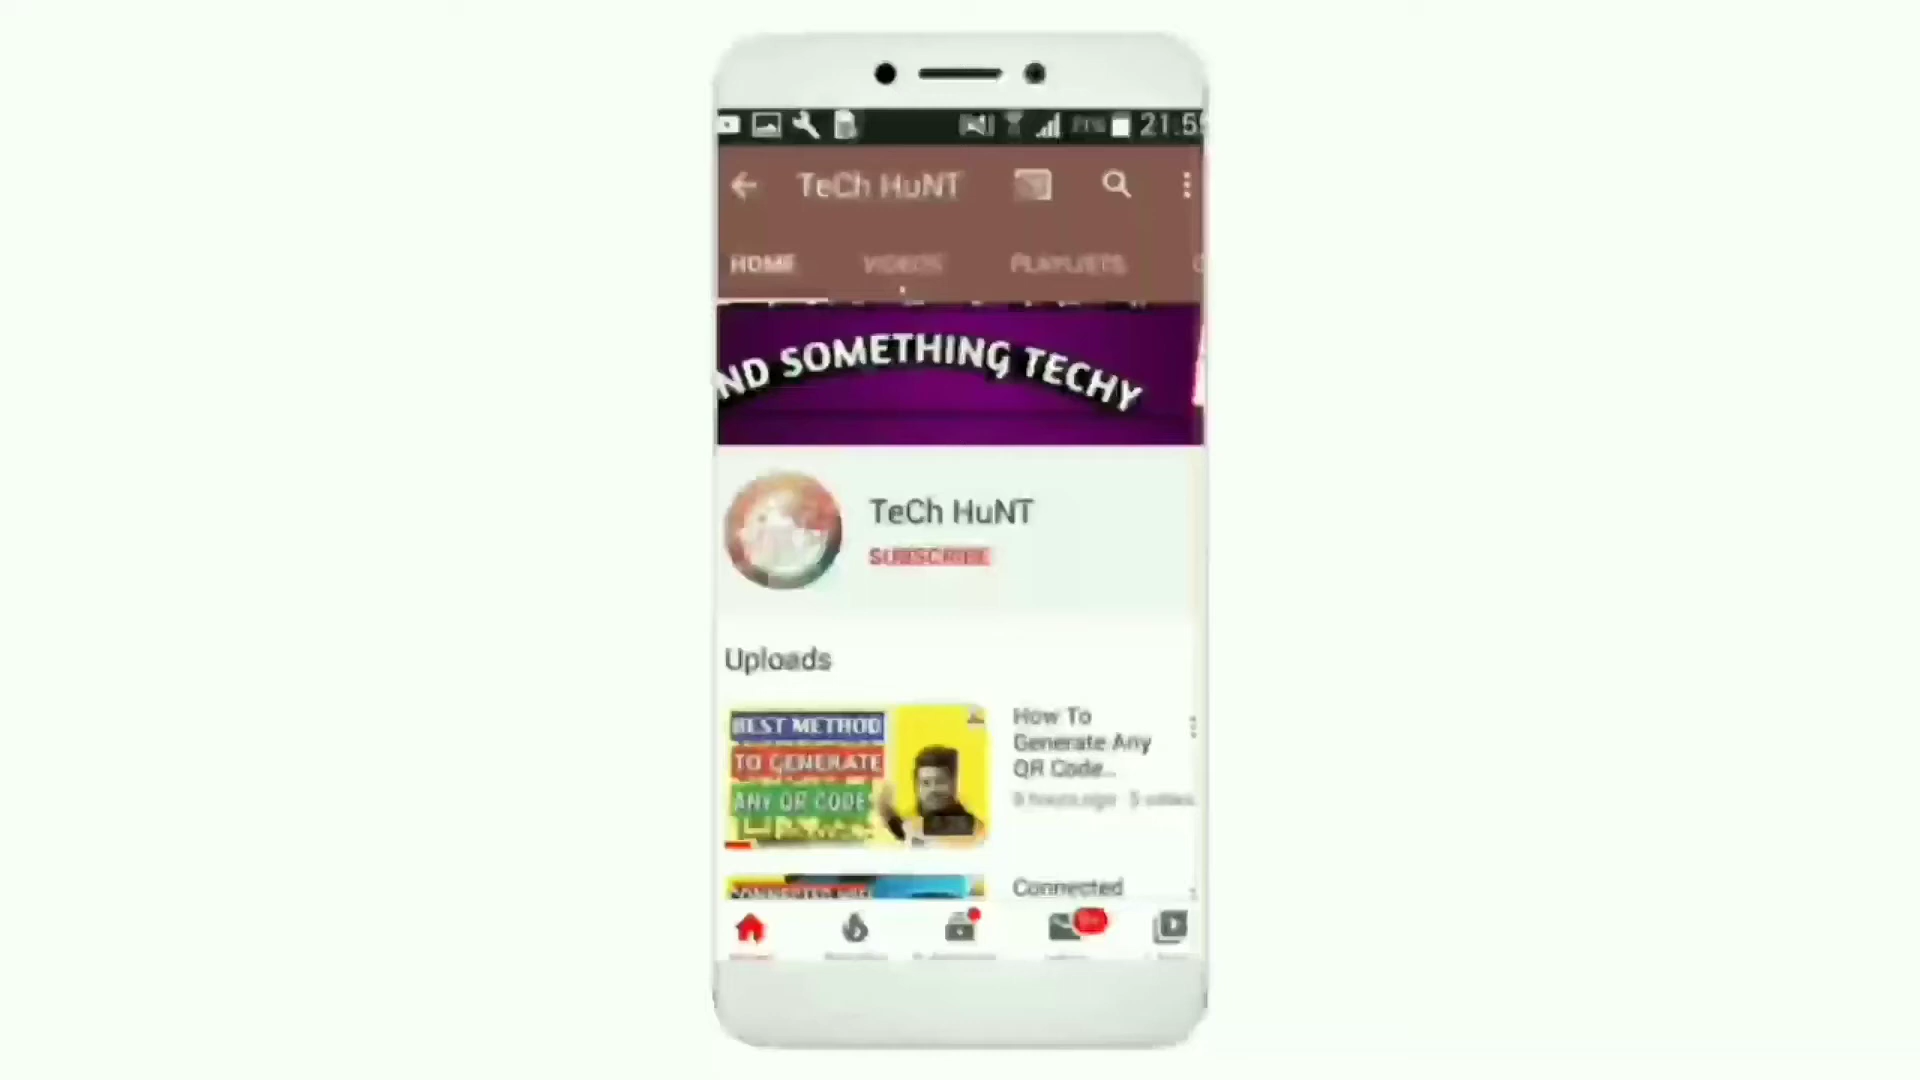 TeCh HuNT
HOME VIDEOS PLAYLISTS
ND SOMETHING TECHY
TeCh HuNT
SUBSCRIBE
Uploads
BEST METHOD
TO GENERATE
ANY QR CODE
How To
Generate Any
QR Code...
Connected